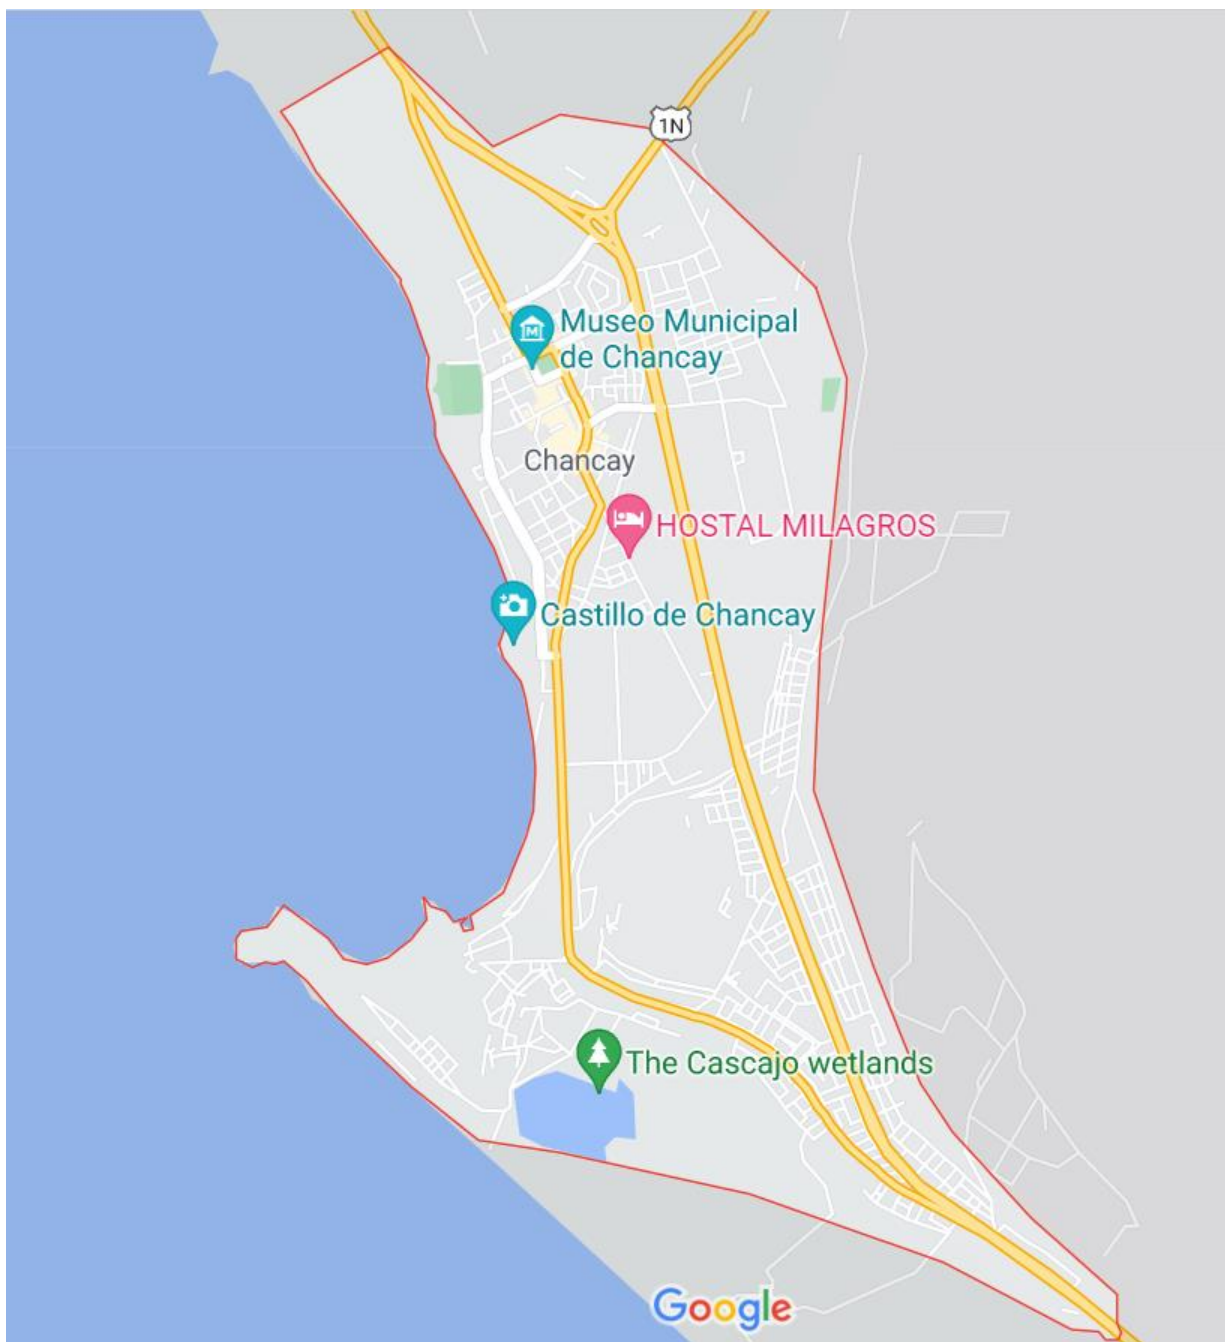 1N
Museo Municipal
de Chancay
Chancay
HOSTAL MILAGROS
Castillo de Chancay
The Cascajo wetlands
Google